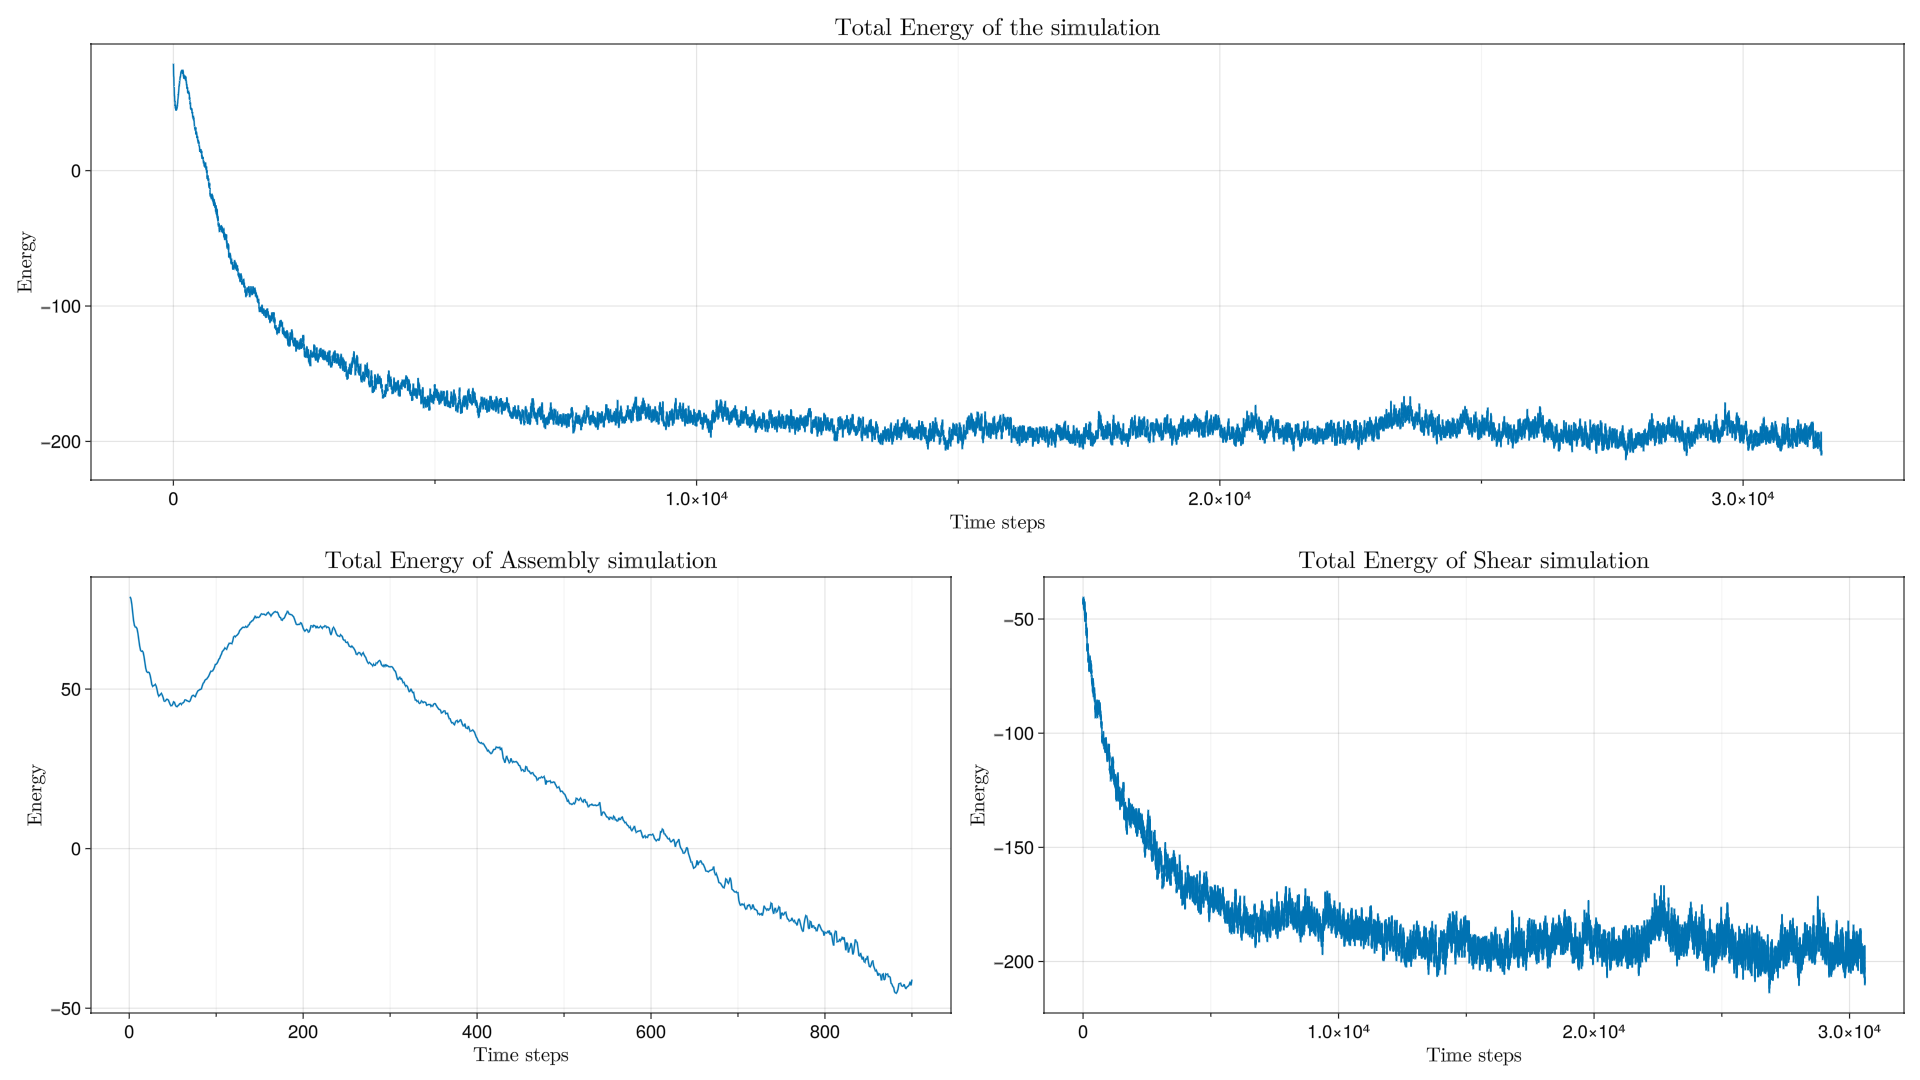 Total Energy of the simulation
Energy
0
−100
−200
0
1.0×10⁴
2.0×10⁴
3.0×10⁴
Time steps
Total Energy of Assembly simulation
Energy
50
0
−50
0
200
400
600
800
Time steps
Total Energy of Shear simulation
Energy
−50
−100
−150
−200
0
1.0×10⁴
2.0×10⁴
3.0×10⁴
Time steps